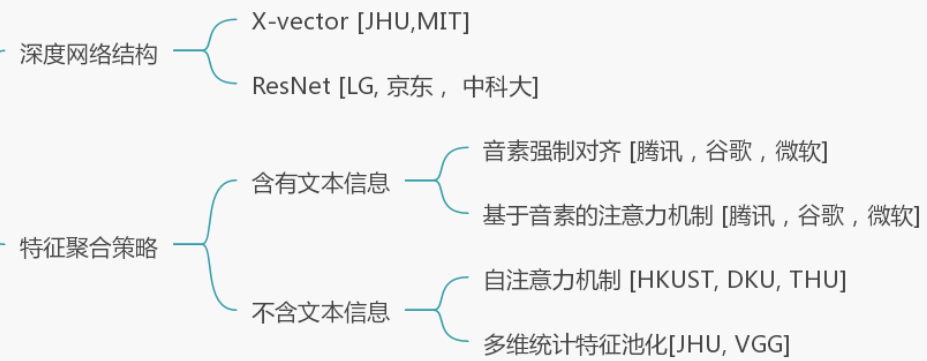 深度网络结构
X-vector [JHU,MIT]
ResNet [LG, 京东， 中科大]
特征聚合策略
含有文本信息
音素强制对齐 [腾讯，谷歌，微软]
基于音素的注意力机制 [腾讯，谷歌，微软]
不含文本信息
自注意力机制 [HKUST, DKU, THU]
多维统计特征池化[JHU, VGG]